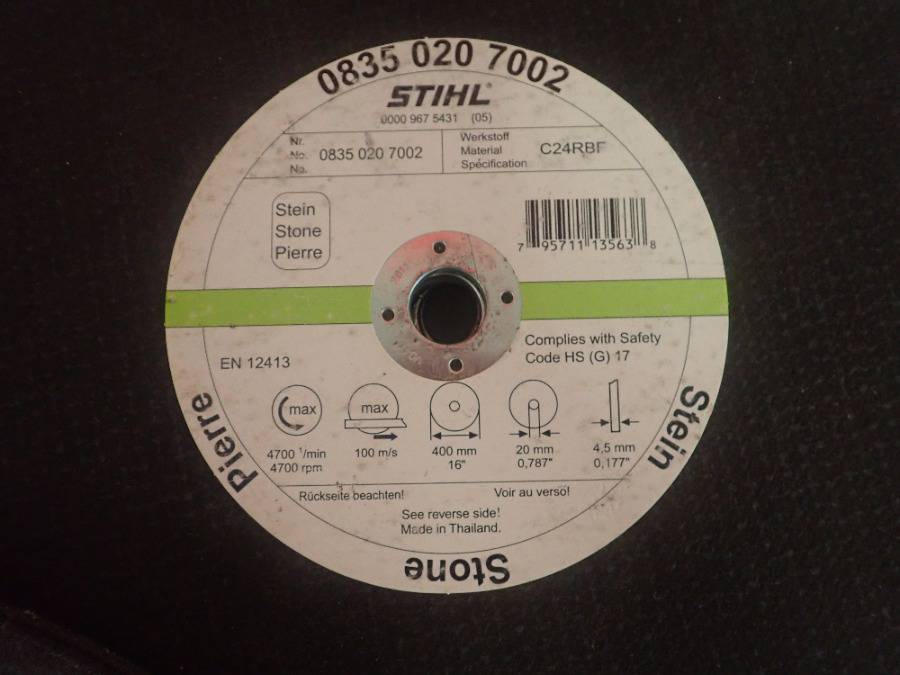 0835 020 7002
STIHL®
0000 967 5431 (05)
Nr.
No. 0835 020 7002
No.
Werkstoff
Material C24RBF
Spécification
Stein
Stone
Pierre
7 95711 13563 8
EN 12413
Complies with Safety
Code HS (G) 17
max
max
4700 1/min
4700 rpm
100 m/s
400 mm
16"
20 mm
0,787"
4,5 mm
0,177"
Rückseite beachten!
Voir au verso!
See reverse side!
Made in Thailand.
Pierre
Stone
Stein